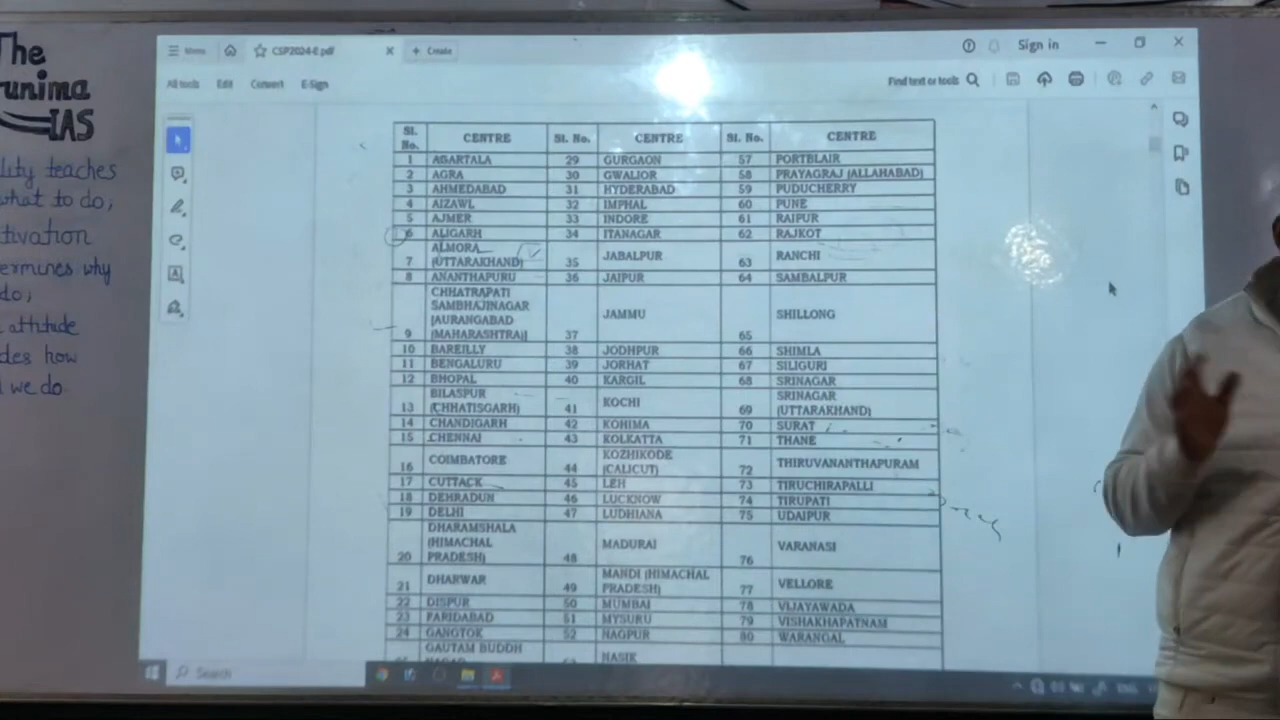 The
unima
IAS
lity teaches
what to do;
tivation
ermines why
do;
attitude
des how
we do
Menu CSP2024-E.pdf + Create Sign in
All tools Edit Convert E-Sign Find text or tools
Sl. No. CENTRE Sl. No. CENTRE Sl. No. CENTRE
1 AGARTALA 29 GURGAON 57 PORTBLAIR
2 AGRA 30 GWALIOR 58 PRAYAGRAJ (ALLAHABAD)
3 AHMEDABAD 31 HYDERABAD 59 PUDUCHERRY
4 AIZAWL 32 IMPHAL 60 PUNE
5 AJMER 33 INDORE 61 RAIPUR
6 ALIGARH 34 ITANAGAR 62 RAJKOT
7 ALMORA (UTTARAKHAND) 35 JABALPUR 63 RANCHI
8 ANANTHAPURU 36 JAIPUR 64 SAMBALPUR
9 CHHATRAPATI SAMBHAJINAGAR [AURANGABAD (MAHARASHTRA)] 37 JAMMU 65 SHILLONG
10 BAREILLY 38 JODHPUR 66 SHIMLA
11 BENGALURU 39 JORHAT 67 SILIGURI
12 BHOPAL 40 KARGIL 68 SRINAGAR
13 BILASPUR (CHHATISGARH) 41 KOCHI 69 SRINAGAR (UTTARAKHAND)
14 CHANDIGARH 42 KOHIMA 70 SURAT
15 CHENNAI 43 KOLKATTA 71 THANE
16 COIMBATORE 44 KOZHIKODE (CALICUT) 72 THIRUVANANTHAPURAM
17 CUTTACK 45 LEH 73 TIRUCHIRAPALLI
18 DEHRADUN 46 LUCKNOW 74 TIRUPATI
19 DELHI 47 LUDHIANA 75 UDAIPUR
20 DHARAMSHALA (HIMACHAL PRADESH) 48 MADURAI 76 VARANASI
21 DHARWAR 49 MANDI (HIMACHAL PRADESH) 77 VELLORE
22 DISPUR 50 MUMBAI 78 VIJAYAWADA
23 FARIDABAD 51 MYSURU 79 VISHAKHAPATNAM
24 GANGTOK 52 NAGPUR 80 WARANGAL
GAUTAM BUDDH NASIK
Search ENG